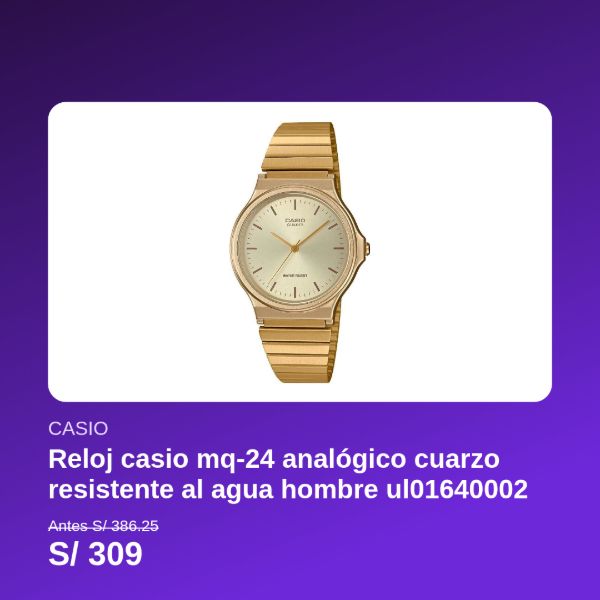 CASIO
QUARTZ
WATER RESIST
CASIO
Reloj casio mq-24 analógico cuarzo
resistente al agua hombre ul01640002
Antes S/ 386.25
S/ 309